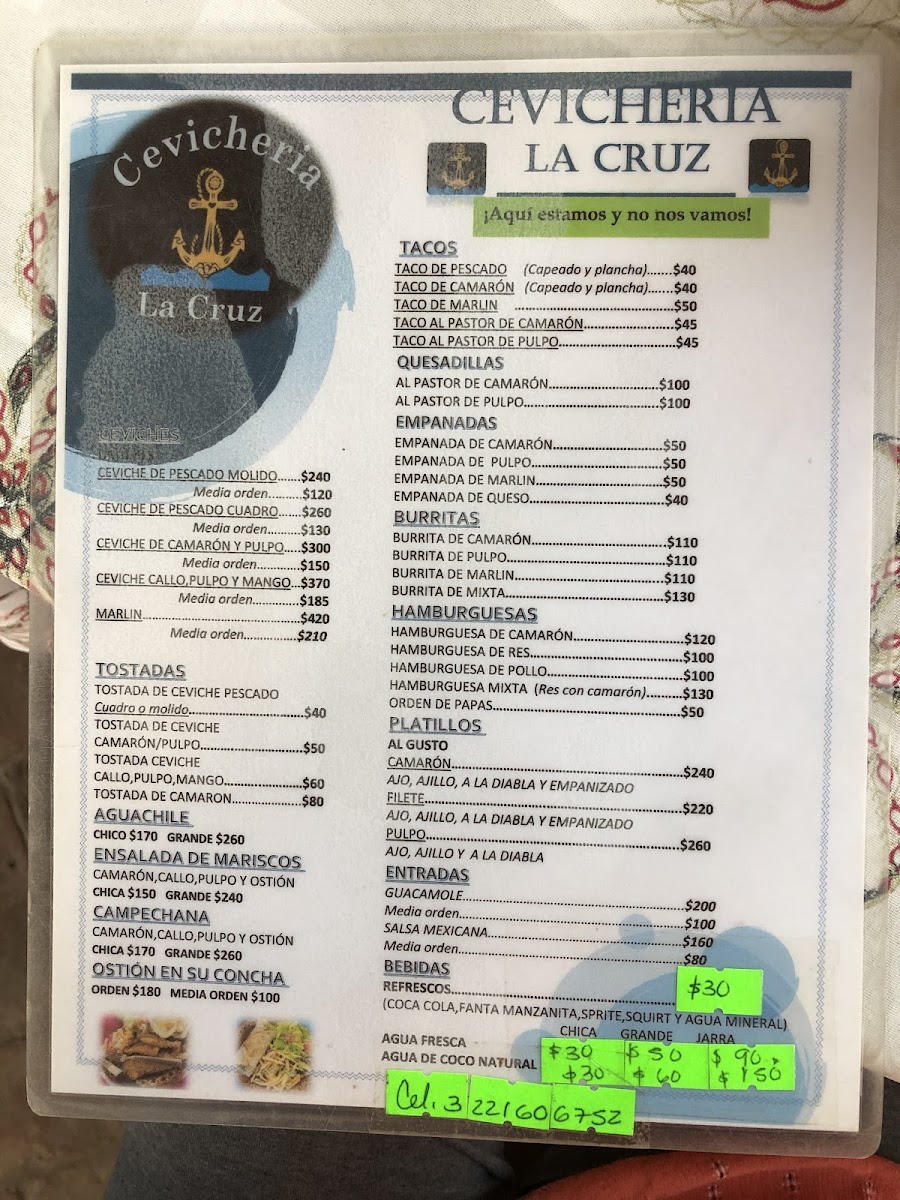 Cevicheria
La Cruz
CEVICHERIA
LA CRUZ
¡Aquí estamos y no nos vamos!
CEVICHES
CEVICHE DE PESCADO MOLIDO......$240
Media orden.........$120
CEVICHE DE PESCADO CUADRO......$260
Media orden.........$130
CEVICHE DE CAMARÓN Y PULPO.....$300
Media orden............$150
CEVICHE CALLO,PULPO Y MANGO...$370
Media orden............$185
MARLIN..........................................$420
Media orden.............$210
TOSTADAS
TOSTADA DE CEVICHE PESCADO
Cuadro o molido..............................$40
TOSTADA DE CEVICHE
CAMARÓN/PULPO...........................$50
TOSTADA CEVICHE
CALLO,PULPO,MANGO.....................$60
TOSTADA DE CAMARON...................$80
AGUACHILE
CHICO $170 GRANDE $260
ENSALADA DE MARISCOS
CAMARÓN,CALLO,PULPO Y OSTIÓN
CHICA $150 GRANDE $240
CAMPECHANA
CAMARÓN,CALLO,PULPO Y OSTIÓN
CHICA $170 GRANDE $260
OSTIÓN EN SU CONCHA
ORDEN $180 MEDIA ORDEN $100
TACOS
TACO DE PESCADO (Capeado y plancha).......$40
TACO DE CAMARÓN (Capeado y plancha).......$40
TACO DE MARLIN ..........................................$50
TACO AL PASTOR DE CAMARÓN........................$45
TACO AL PASTOR DE PULPO..............................$45
QUESADILLAS
AL PASTOR DE CAMARÓN..............................$100
AL PASTOR DE PULPO.....................................$100
EMPANADAS
EMPANADA DE CAMARÓN..............................$50
EMPANADA DE PULPO....................................$50
EMPANADA DE MARLIN..................................$50
EMPANADA DE QUESO....................................$40
BURRITAS
BURRITA DE CAMARÓN....................................$110
BURRITA DE PULPO...........................................$110
BURRITA DE MARLIN.........................................$110
BURRITA DE MIXTA...........................................$130
HAMBURGUESAS
HAMBURGUESA DE CAMARÓN..............................$120
HAMBURGUESA DE RES.........................................$100
HAMBURGUESA DE POLLO.....................................$100
HAMBURGUESA MIXTA (Res con camarón).........$130
ORDEN DE PAPAS..................................................$50
PLATILLOS
AL GUSTO
CAMARÓN...........................................................$240
AJO, AJILLO, A LA DIABLA Y EMPANIZADO
FILETE.................................................................$220
AJO, AJILLO, A LA DIABLA Y EMPANIZADO
PULPO.................................................................$260
AJO, AJILLO Y A LA DIABLA
ENTRADAS
GUACAMOLE..........................................................$200
Media orden..........................................................$100
SALSA MEXICANA..................................................$160
Media orden..........................................................$80
BEBIDAS
REFRESCOS.................................................. $30
(COCA COLA,FANTA MANZANITA,SPRITE,SQUIRT Y AGUA MINERAL)
CHICA GRANDE JARRA
AGUA FRESCA $30 $50 $90
AGUA DE COCO NATURAL $30 $60 $150
Cel. 3221606752